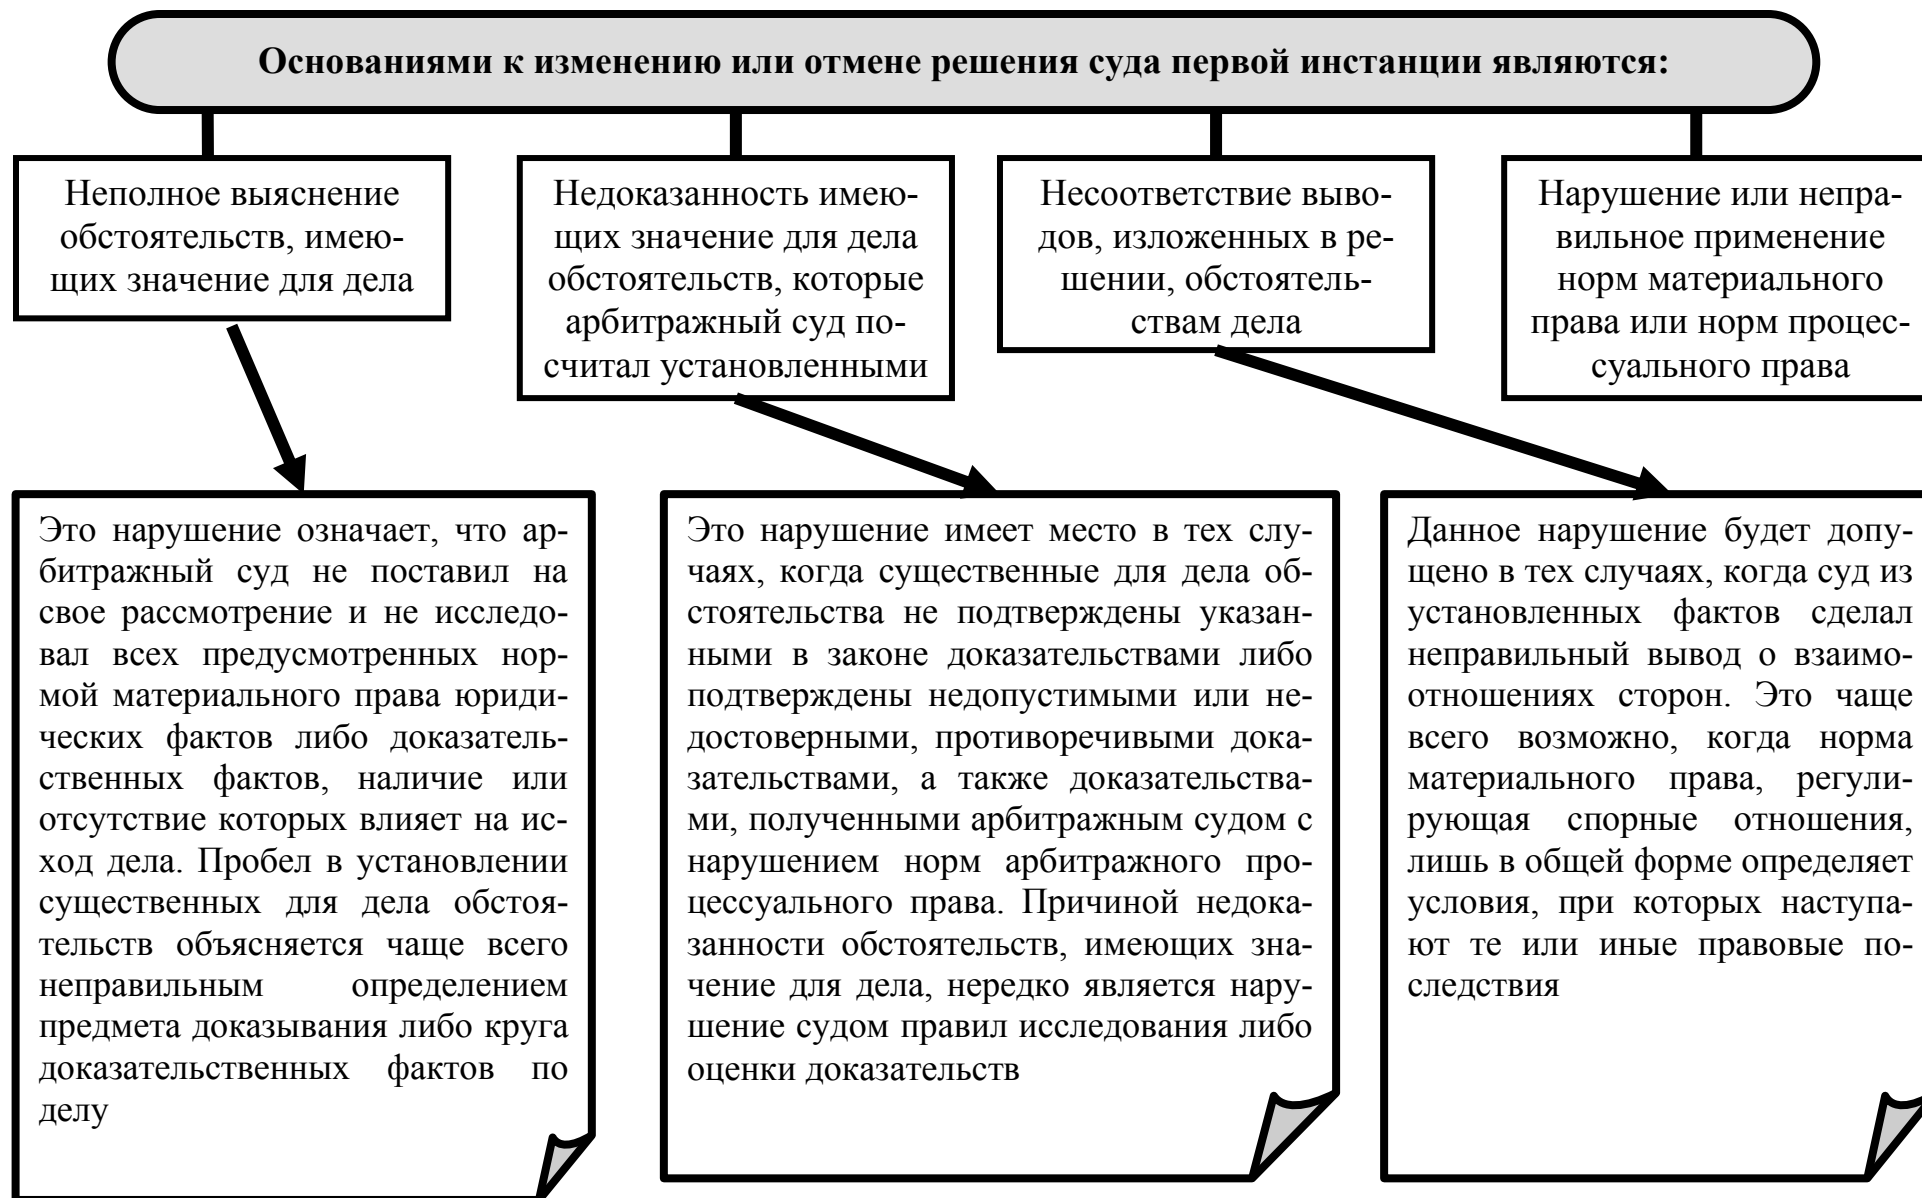 Основаниями к изменению или отмене решения суда первой инстанции являются:
Неполное выяснение
обстоятельств, имею-
щих значение для дела
Недоказанность имею-
щих значение для дела
обстоятельств, которые
арбитражный суд по-
считал установленными
Несоответствие выво-
дов, изложенных в ре-
шении, обстоятель-
ствам дела
Нарушение или непра-
вильное применение
норм материального
права или норм процес-
суального права
Это нарушение означает, что ар-
битражный суд не поставил на
свое рассмотрение и не исследо-
вал всех предусмотренных нор-
мой материального права юриди-
ческих фактов либо доказатель-
ственных фактов, наличие или
отсутствие которых влияет на ис-
ход дела. Пробел в установлении
существенных для дела обстоя-
тельств объясняется чаще всего
неправильным определением
предмета доказывания либо круга
доказательственных фактов по
делу
Это нарушение имеет место в тех слу-
чаях, когда существенные для дела об-
стоятельства не подтверждены указан-
ными в законе доказательствами либо
подтверждены недопустимыми или не-
достоверными, противоречивыми дока-
зательствами, а также доказательства-
ми, полученными арбитражным судом с
нарушением норм арбитражного про-
цессуального права. Причиной недока-
занности обстоятельств, имеющих зна-
чение для дела, нередко является нару-
шение судом правил исследования либо
оценки доказательств
Данное нарушение будет допу-
щено в тех случаях, когда суд из
установленных фактов сделал
неправильный вывод о взаимо-
отношениях сторон. Это чаще
всего возможно, когда норма
материального права, регули-
рующая спорные отношения,
лишь в общей форме определяет
условия, при которых наступа-
ют те или иные правовые по-
следствия